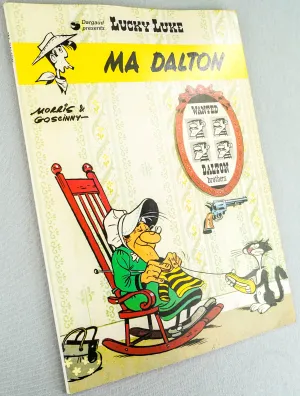 Dargaud
presents
LUCKY LUKE
MA DALTON
MORRIS &
GOSCINNY
WANTED
DALTON
brothers